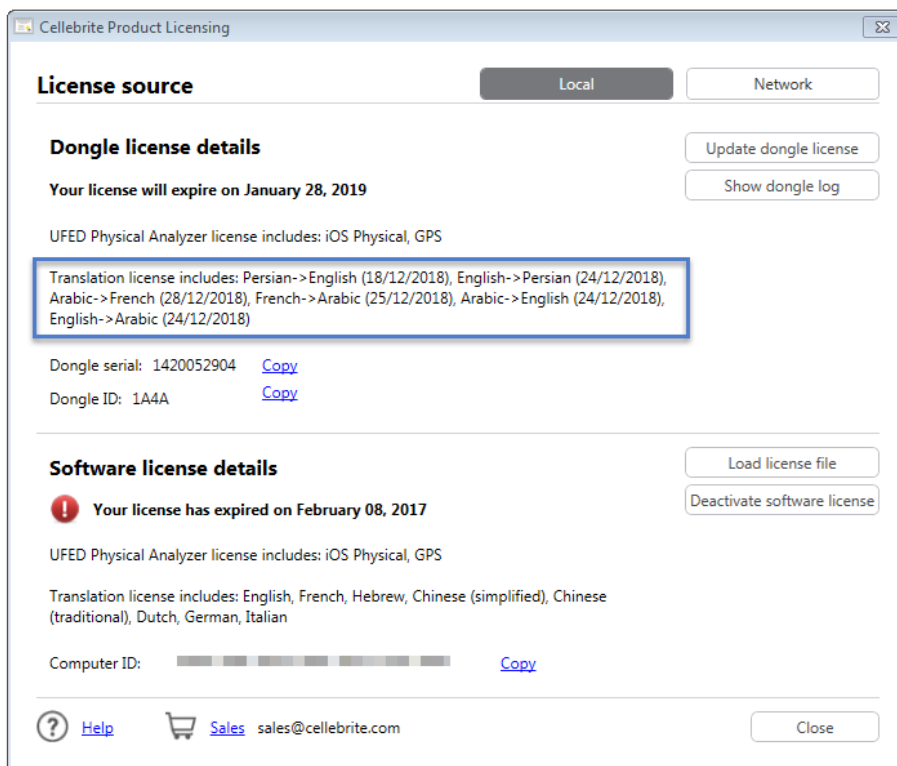 Cellebrite Product Licensing
License source
Local
Network
Dongle license details
Update dongle license
Your license will expire on January 28, 2019
Show dongle log
UFED Physical Analyzer license includes: iOS Physical, GPS
Translation license includes: Persian->English (18/12/2018), English->Persian (24/12/2018),
Arabic->French (28/12/2018), French->Arabic (25/12/2018), Arabic->English (24/12/2018),
English->Arabic (24/12/2018)
Dongle serial: 1420052904 Copy
Dongle ID: 1A4A Copy
Software license details
Load license file
Your license has expired on February 08, 2017
Deactivate software license
UFED Physical Analyzer license includes: iOS Physical, GPS
Translation license includes: English, French, Hebrew, Chinese (simplified), Chinese
(traditional), Dutch, German, Italian
Computer ID: Copy
Help Sales sales@cellebrite.com Close